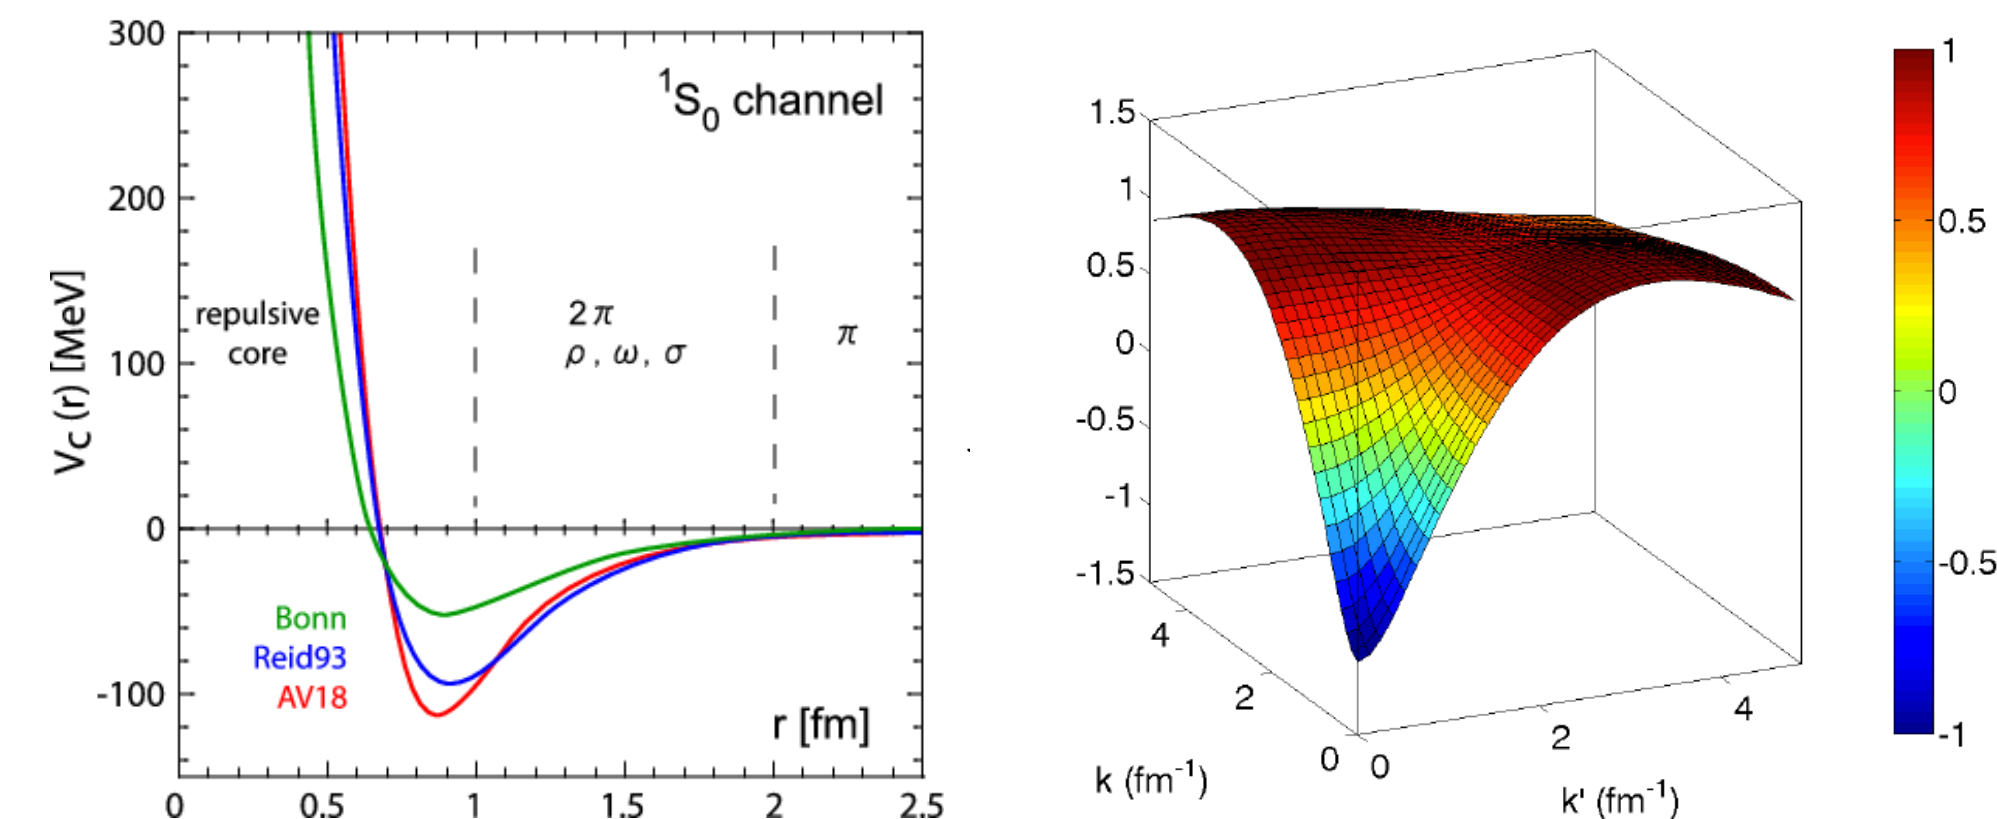 300
200
100
0
-100
Vc (r) [MeV]
¹S₀ channel
repulsive
core
2 π
ρ , ω , σ
π
Bonn
Reid93
AV18
r [fm]
0
0.5
1
1.5
2
2.5
1.5
1
0.5
0
-0.5
-1
-1.5
4
2
0
k (fm⁻¹)
0
2
4
k' (fm⁻¹)
1
0.5
0
-0.5
-1